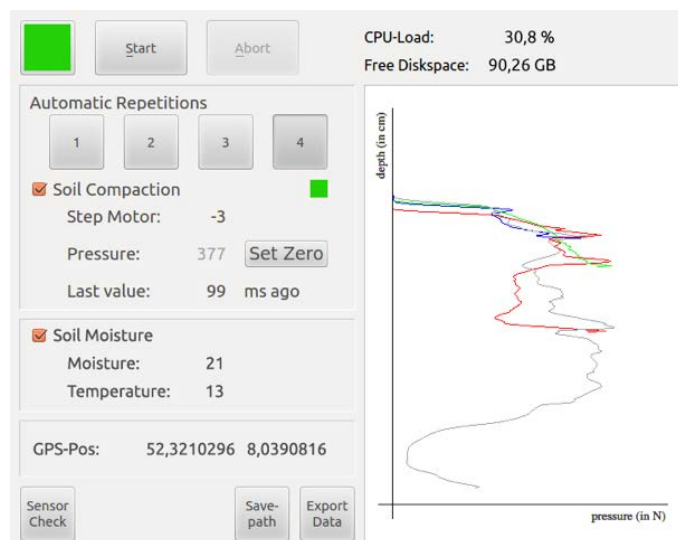 Start
Abort
CPU-Load: 30,8 %
Free Diskspace: 90,26 GB
Automatic Repetitions
1 2 3 4
Soil Compaction
Step Motor: -3
Pressure: 377 Set Zero
Last value: 99 ms ago
Soil Moisture
Moisture: 21
Temperature: 13
GPS-Pos: 52,3210296 8,0390816
Sensor
Check
Save-
path
Export
Data
depth (in cm)
pressure (in N)